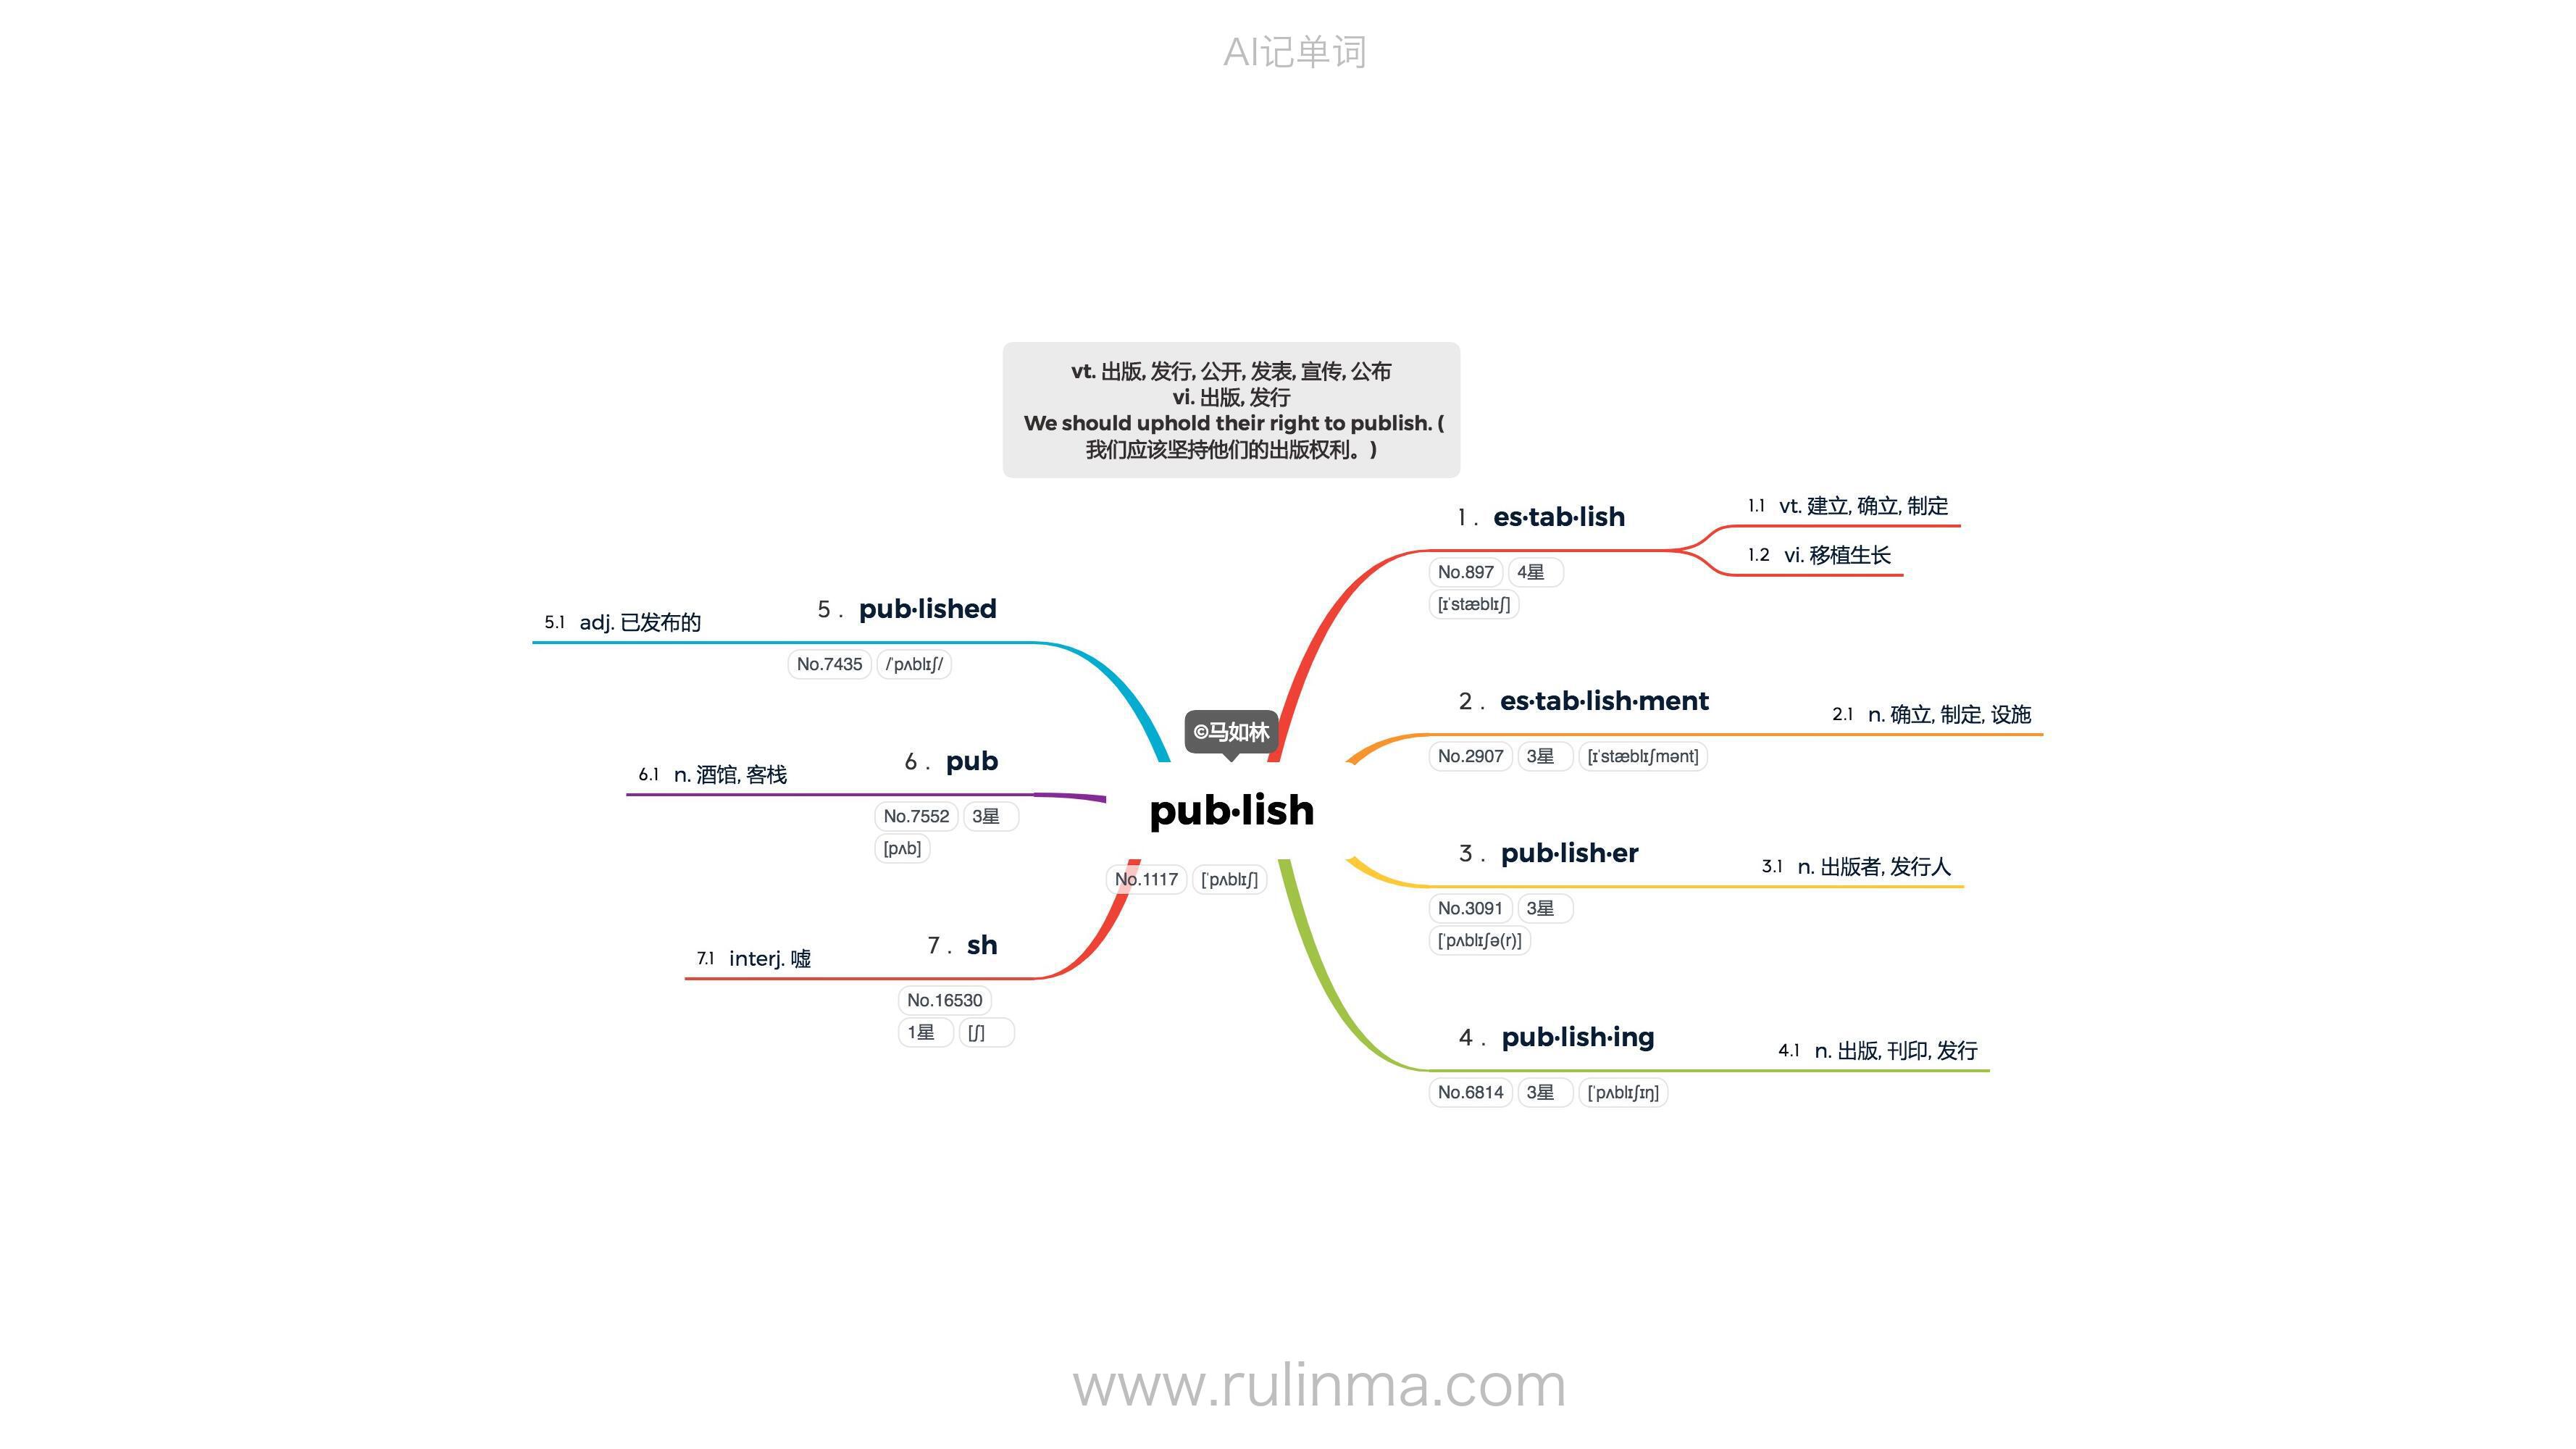 AI记单词
vt. 出版, 发行, 公开, 发表, 宣传, 公布
vi. 出版, 发行
We should uphold their right to publish. (
我们应该坚持他们的出版权利。)
©马如林
pub·lish
No.1117 [ˈpʌblɪʃ]
1. es·tab·lish
No.897 4星
[ɪˈstæblɪʃ]
1.1 vt. 建立, 确立, 制定
1.2 vi. 移植生长
2. es·tab·lish·ment
No.2907 3星 [ɪˈstæblɪʃmənt]
2.1 n. 确立, 制定, 设施
3. pub·lish·er
No.3091 3星
[ˈpʌblɪʃə(r)]
3.1 n. 出版者, 发行人
4. pub·lish·ing
No.6814 3星 [ˈpʌblɪʃɪŋ]
4.1 n. 出版, 刊印, 发行
5. pub·lished
No.7435 /ˈpʌblɪʃ/
5.1 adj. 已发布的
6. pub
No.7552 3星
[pʌb]
6.1 n. 酒馆, 客栈
7. sh
No.16530
1星 [ʃ]
7.1 interj. 嘘
www.rulinma.com